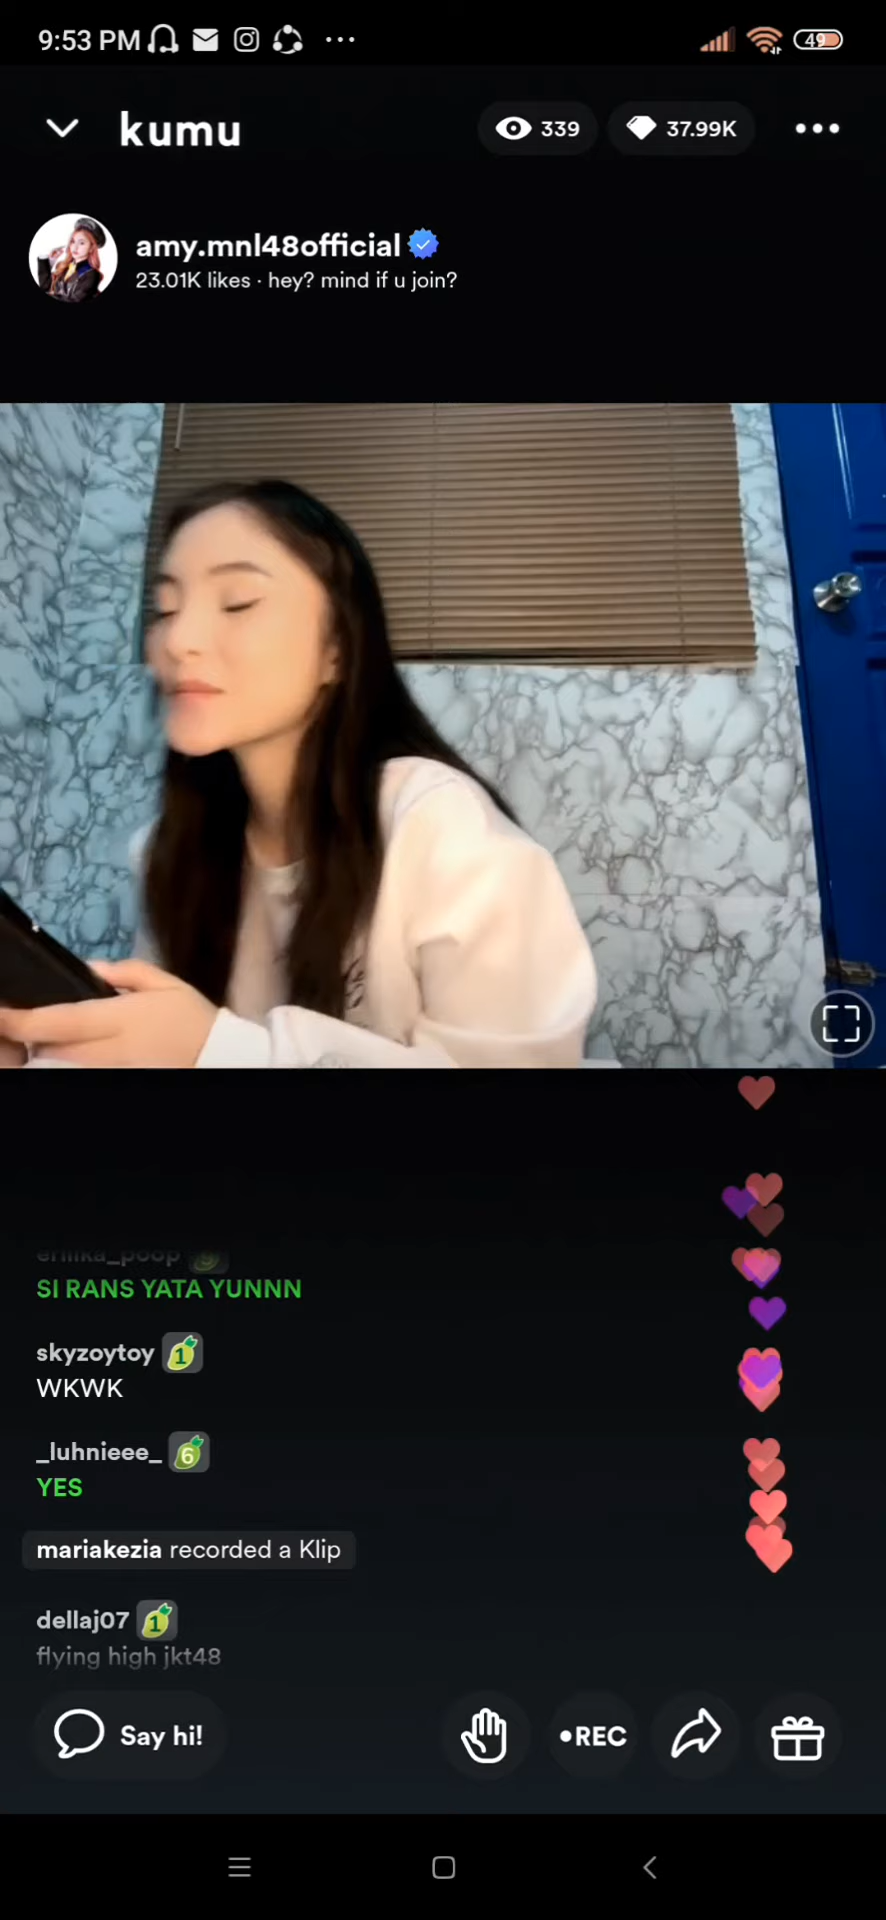 9:53 PM
49
kumu
339
37.99K
amy.mnl48official
23.01K likes · hey? mind if u join?
erliika_poop
SI RANS YATA YUNNN
skyzoytoy 1
WKWK
_luhnieee_ 6
YES
mariakezia recorded a Klip
dellaj07 1
flying high jkt48
Say hi!
•REC